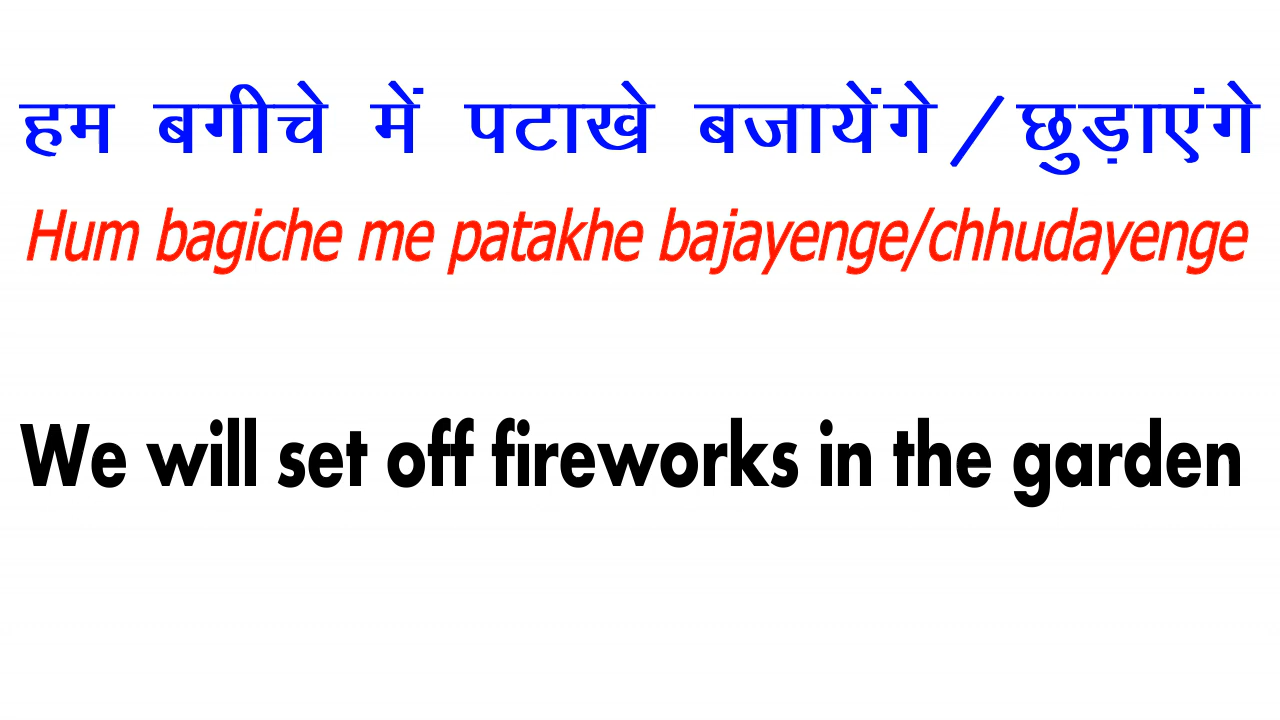 हम बगीचे में पटाखे बजायेंगे/छुड़ाएंगे
Hum bagiche me patakhe bajayenge/chhudayenge
We will set off fireworks in the garden